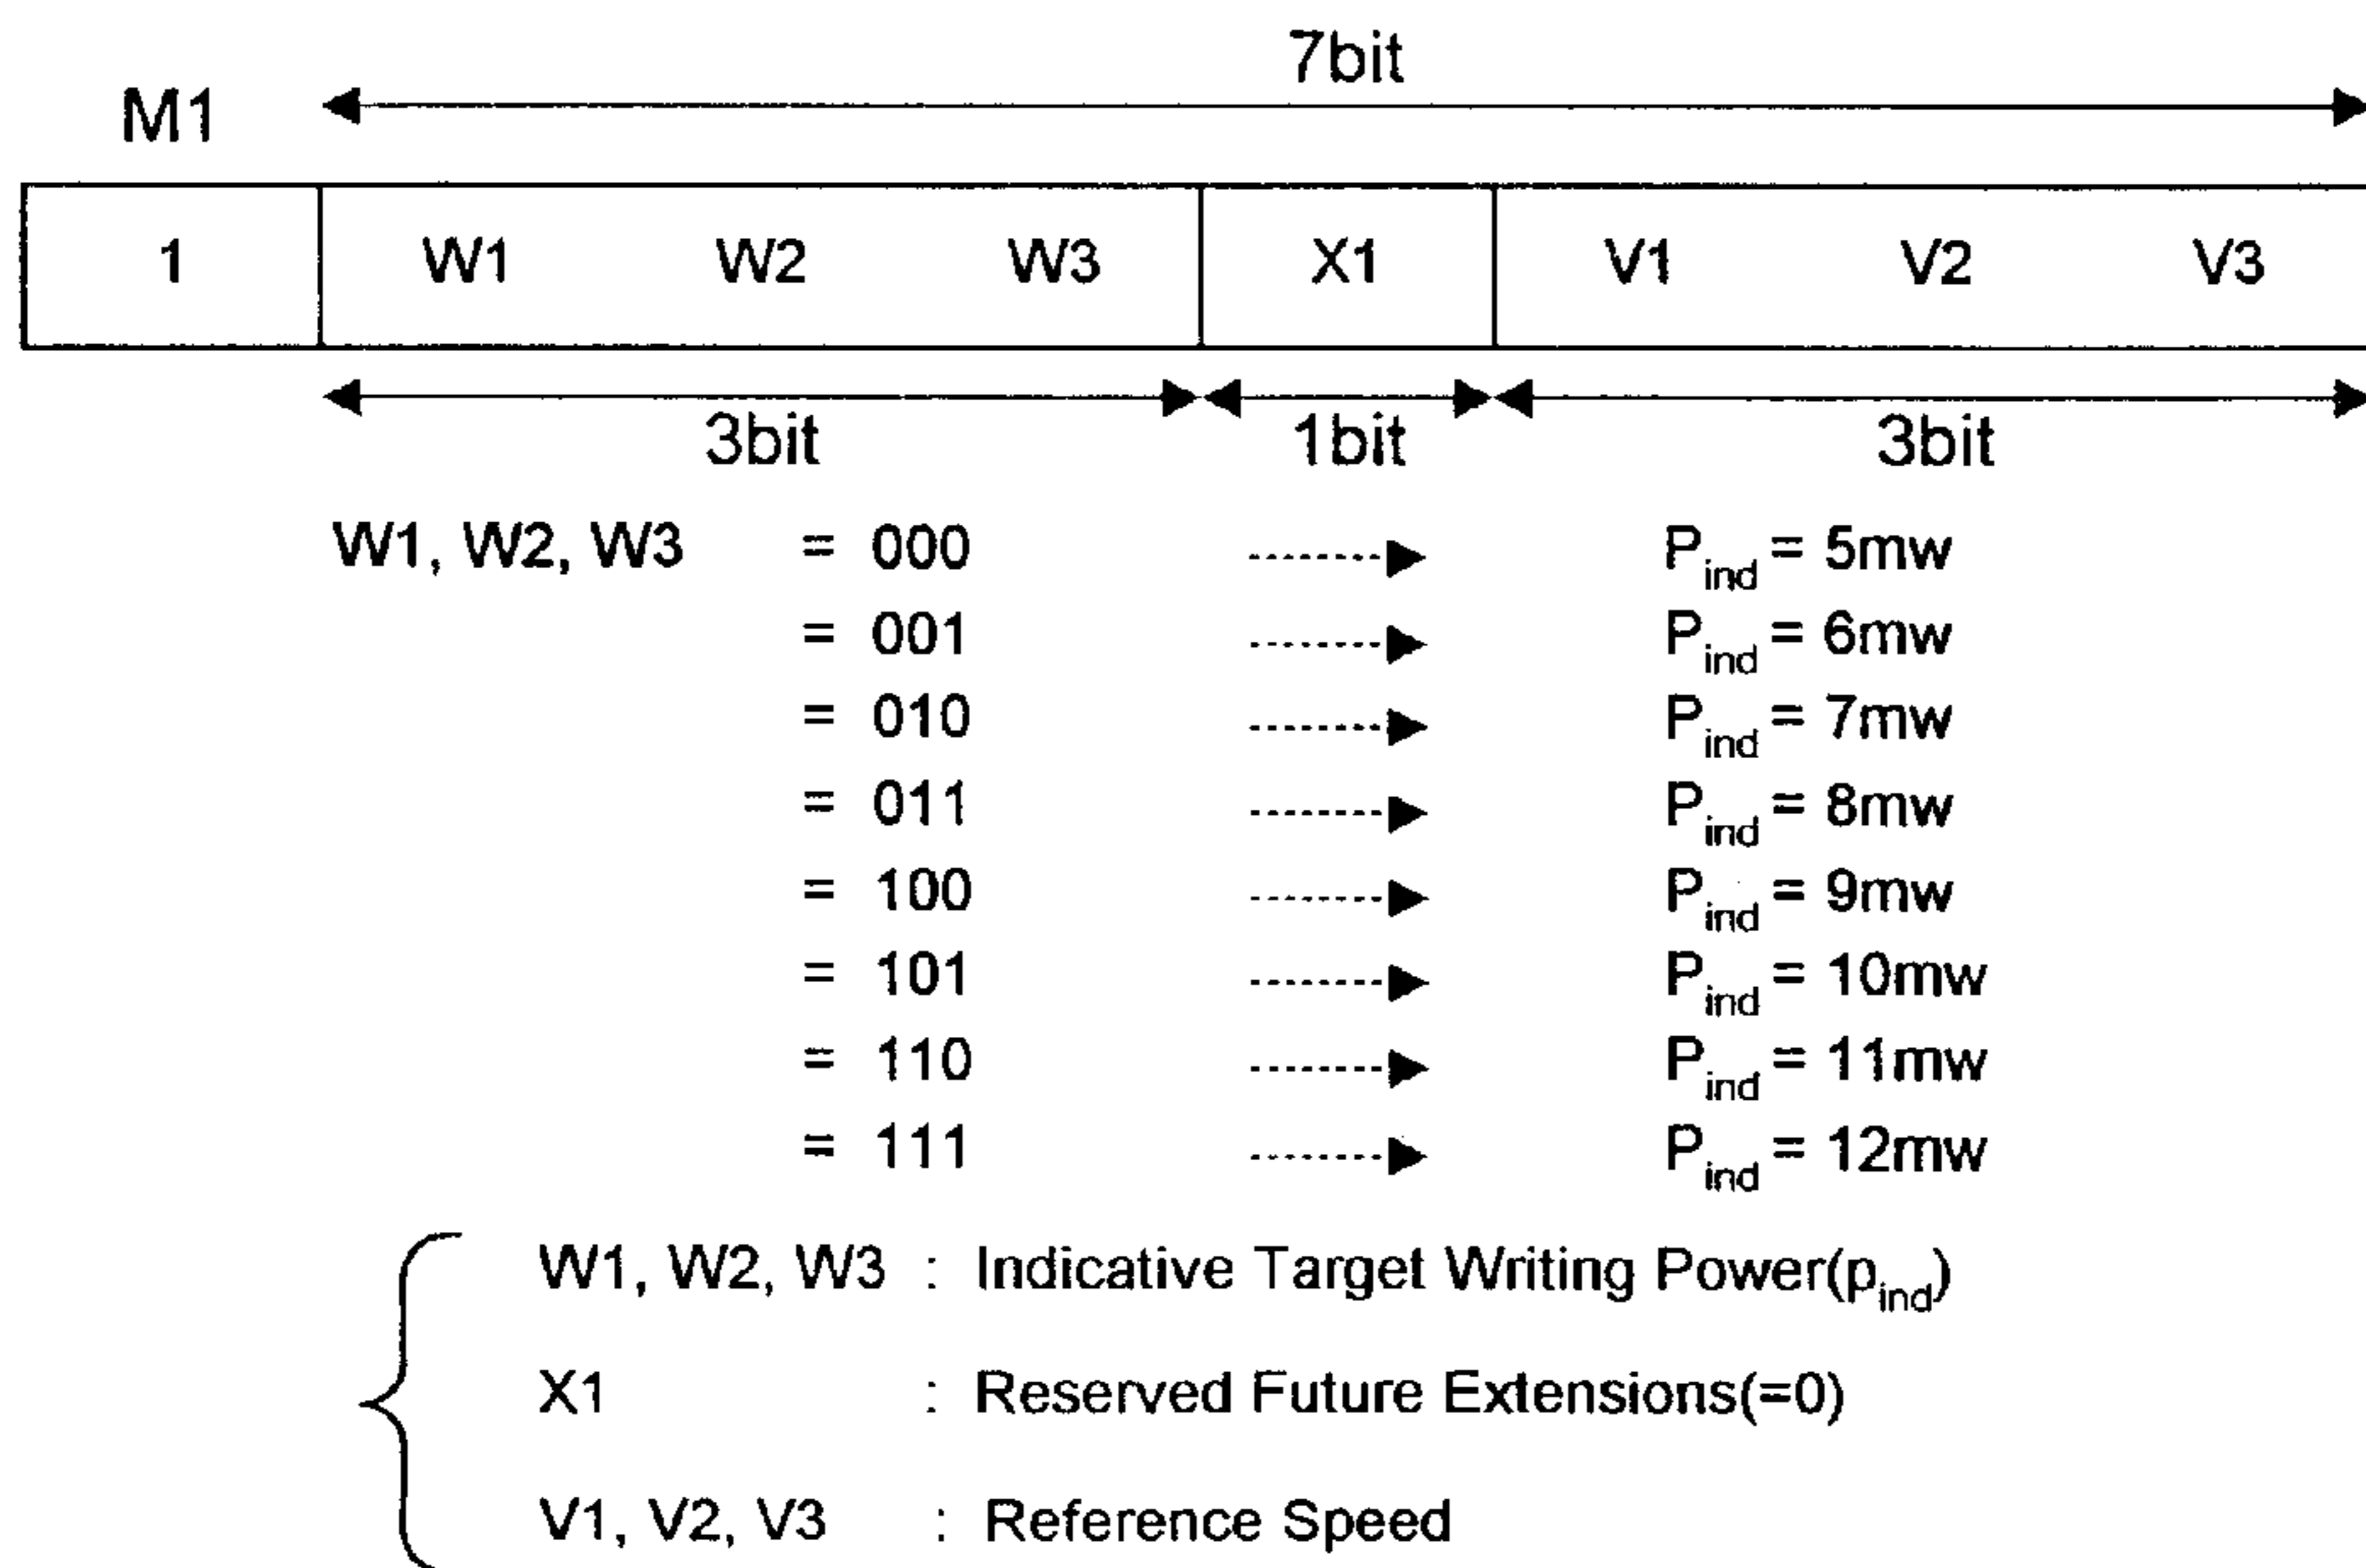 7bit
M1
1 W1 W2 W3 X1 V1 V2 V3
3bit 1bit 3bit
W1, W2, W3 = 000 P_ind = 5mw
= 001 P_ind = 6mw
= 010 P_ind = 7mw
= 011 P_ind = 8mw
= 100 P_ind = 9mw
= 101 P_ind = 10mw
= 110 P_ind = 11mw
= 111 P_ind = 12mw
W1, W2, W3 : Indicative Target Writing Power(p_ind)
X1 : Reserved Future Extensions(=0)
V1, V2, V3 : Reference Speed